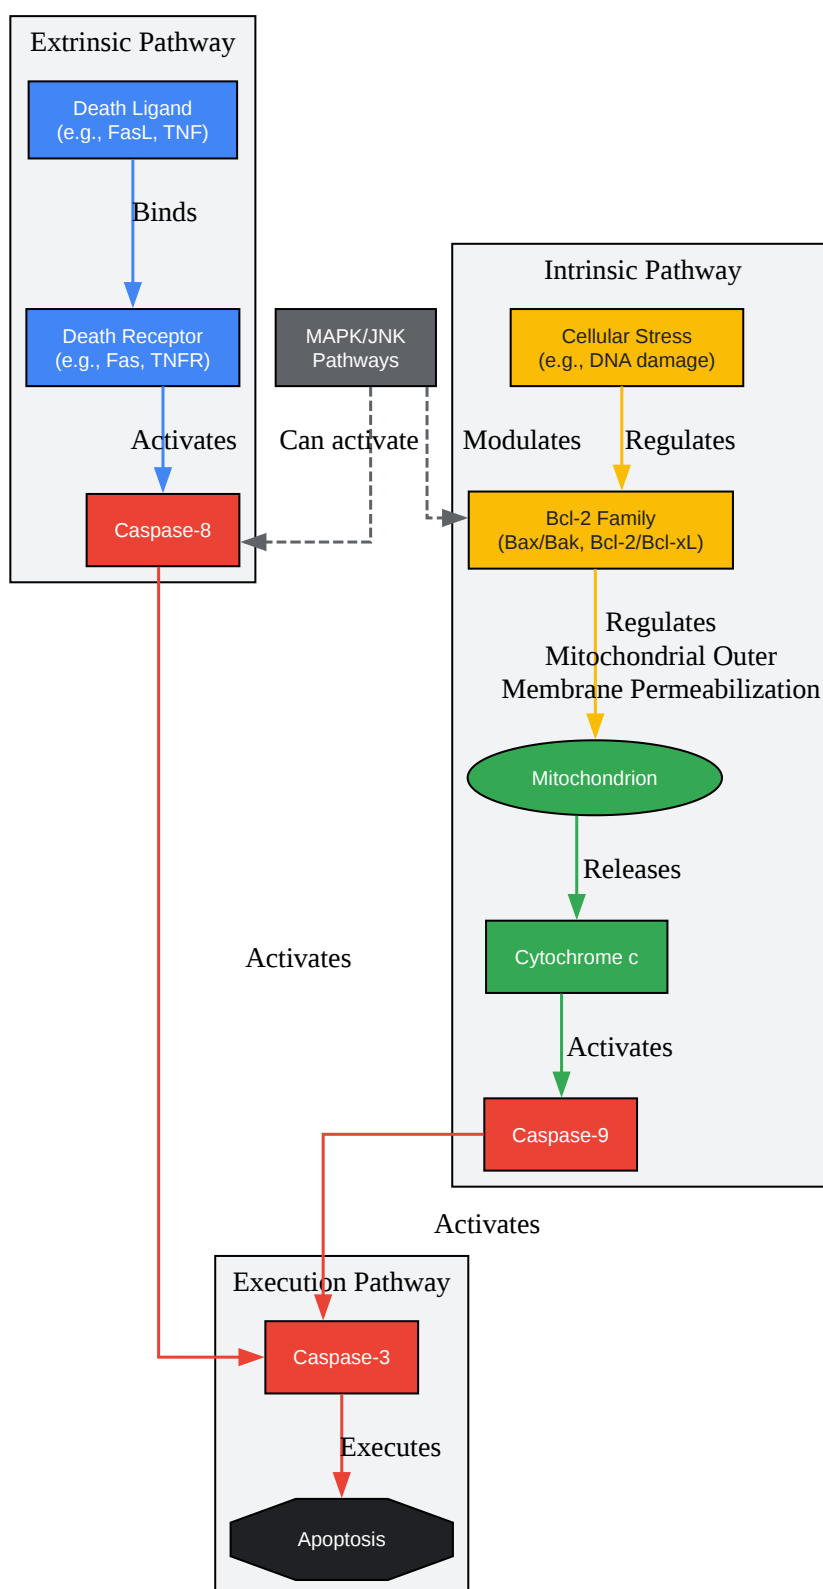 Extrinsic Pathway
Death Ligand
(e.g., FasL, TNF)
Binds
Death Receptor
(e.g., Fas, TNFR)
Activates
Caspase-8
MAPK/JNK
Pathways
Can activate
Modulates
Intrinsic Pathway
Cellular Stress
(e.g., DNA damage)
Regulates
Bcl-2 Family
(Bax/Bak, Bcl-2/Bcl-xL)
Regulates
Mitochondrial Outer
Membrane Permeabilization
Mitochondrion
Releases
Cytochrome c
Activates
Caspase-9
Activates
Activates
Execution Pathway
Caspase-3
Executes
Apoptosis